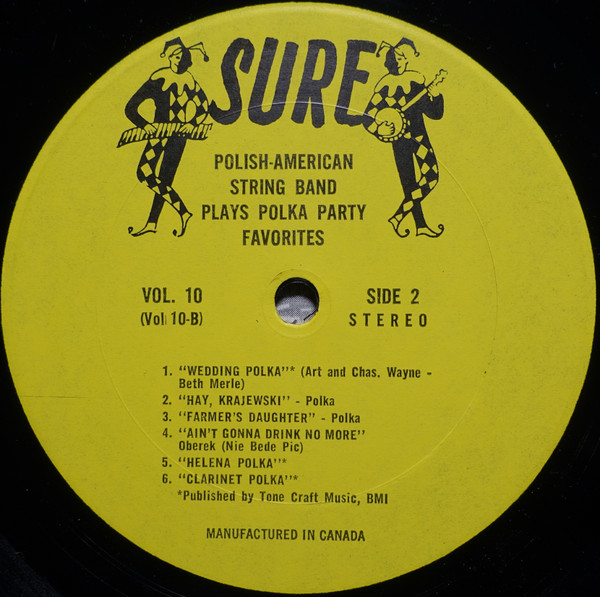 SURE
POLISH-AMERICAN
STRING BAND
PLAYS POLKA PARTY
FAVORITES
VOL. 10
(Vol 10-B)
SIDE 2
STEREO
1. "WEDDING POLKA"* (Art and Chas. Wayne -
Beth Merle)
2. "HAY, KRAJEWSKI" - Polka
3. "FARMER'S DAUGHTER" - Polka
4. "AIN'T GONNA DRINK NO MORE"
Oberek (Nie Bede Pic)
5. "HELENA POLKA"*
6. "CLARINET POLKA"*
*Published by Tone Craft Music, BMI
MANUFACTURED IN CANADA